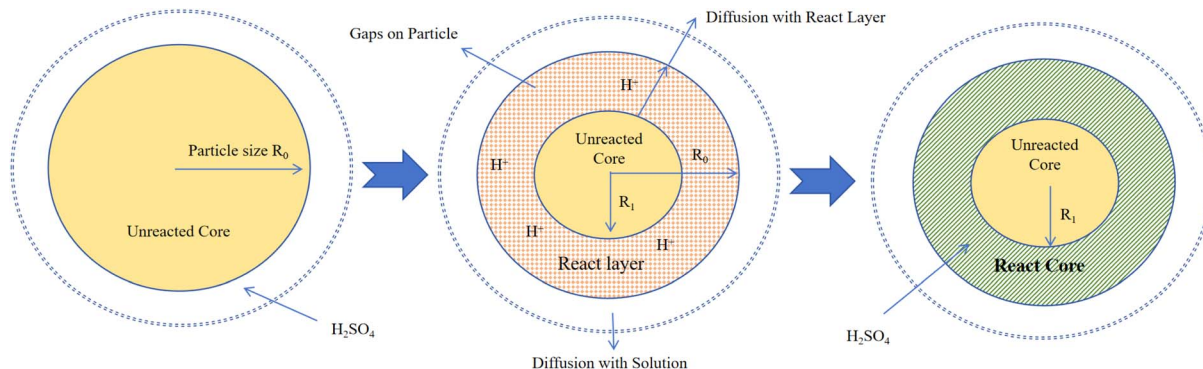 Particle size R₀
Unreacted Core
H₂SO₄
Gaps on Particle
Diffusion with React Layer
H⁺
Unreacted
Core
R₀
H⁺
R₁
H⁺
H⁺
React layer
Diffusion with Solution
Unreacted
Core
R₁
React Core
H₂SO₄